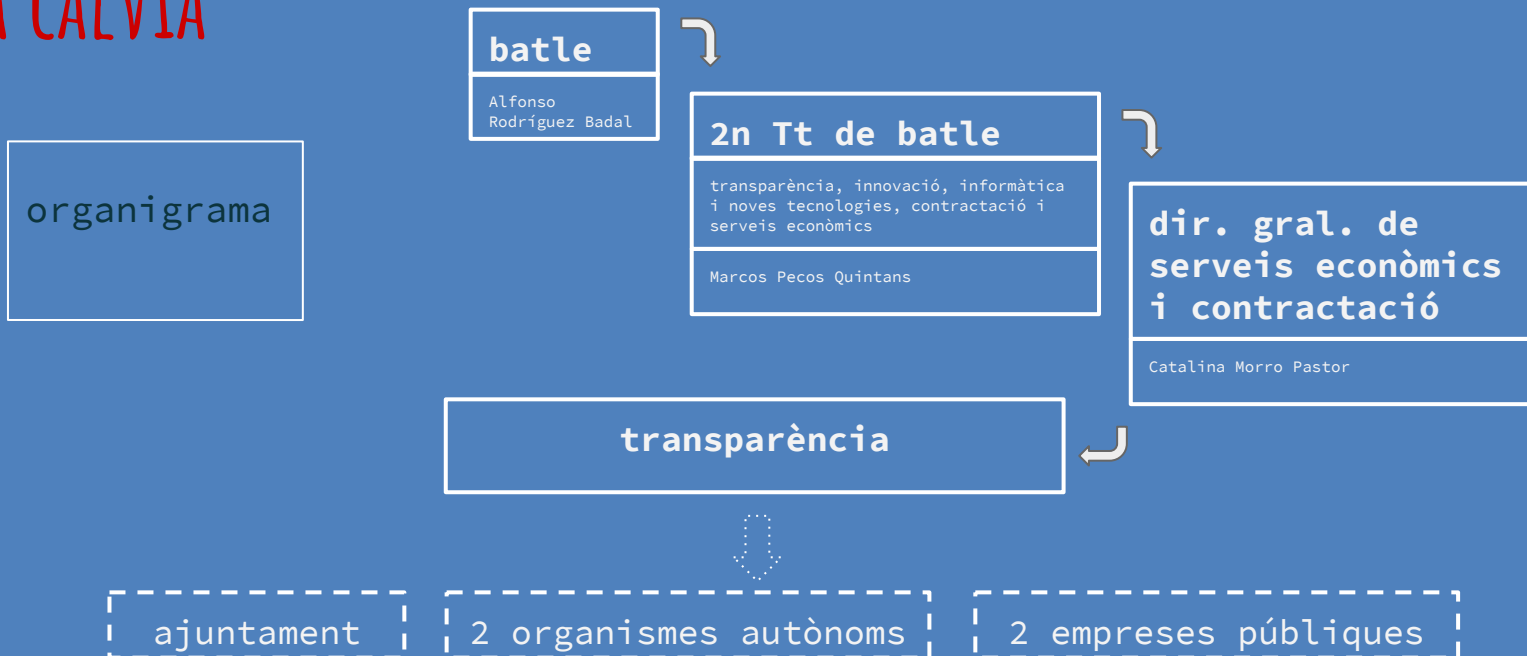 A CALVIÀ
organigrama
batle
Alfonso
Rodríguez Badal
2n Tt de batle
transparència, innovació, informàtica
i noves tecnologies, contractació i
serveis econòmics
Marcos Pecos Quintans
dir. gral. de
serveis econòmics
i contractació
Catalina Morro Pastor
transparència
ajuntament
2 organismes autònoms
2 empreses públiques